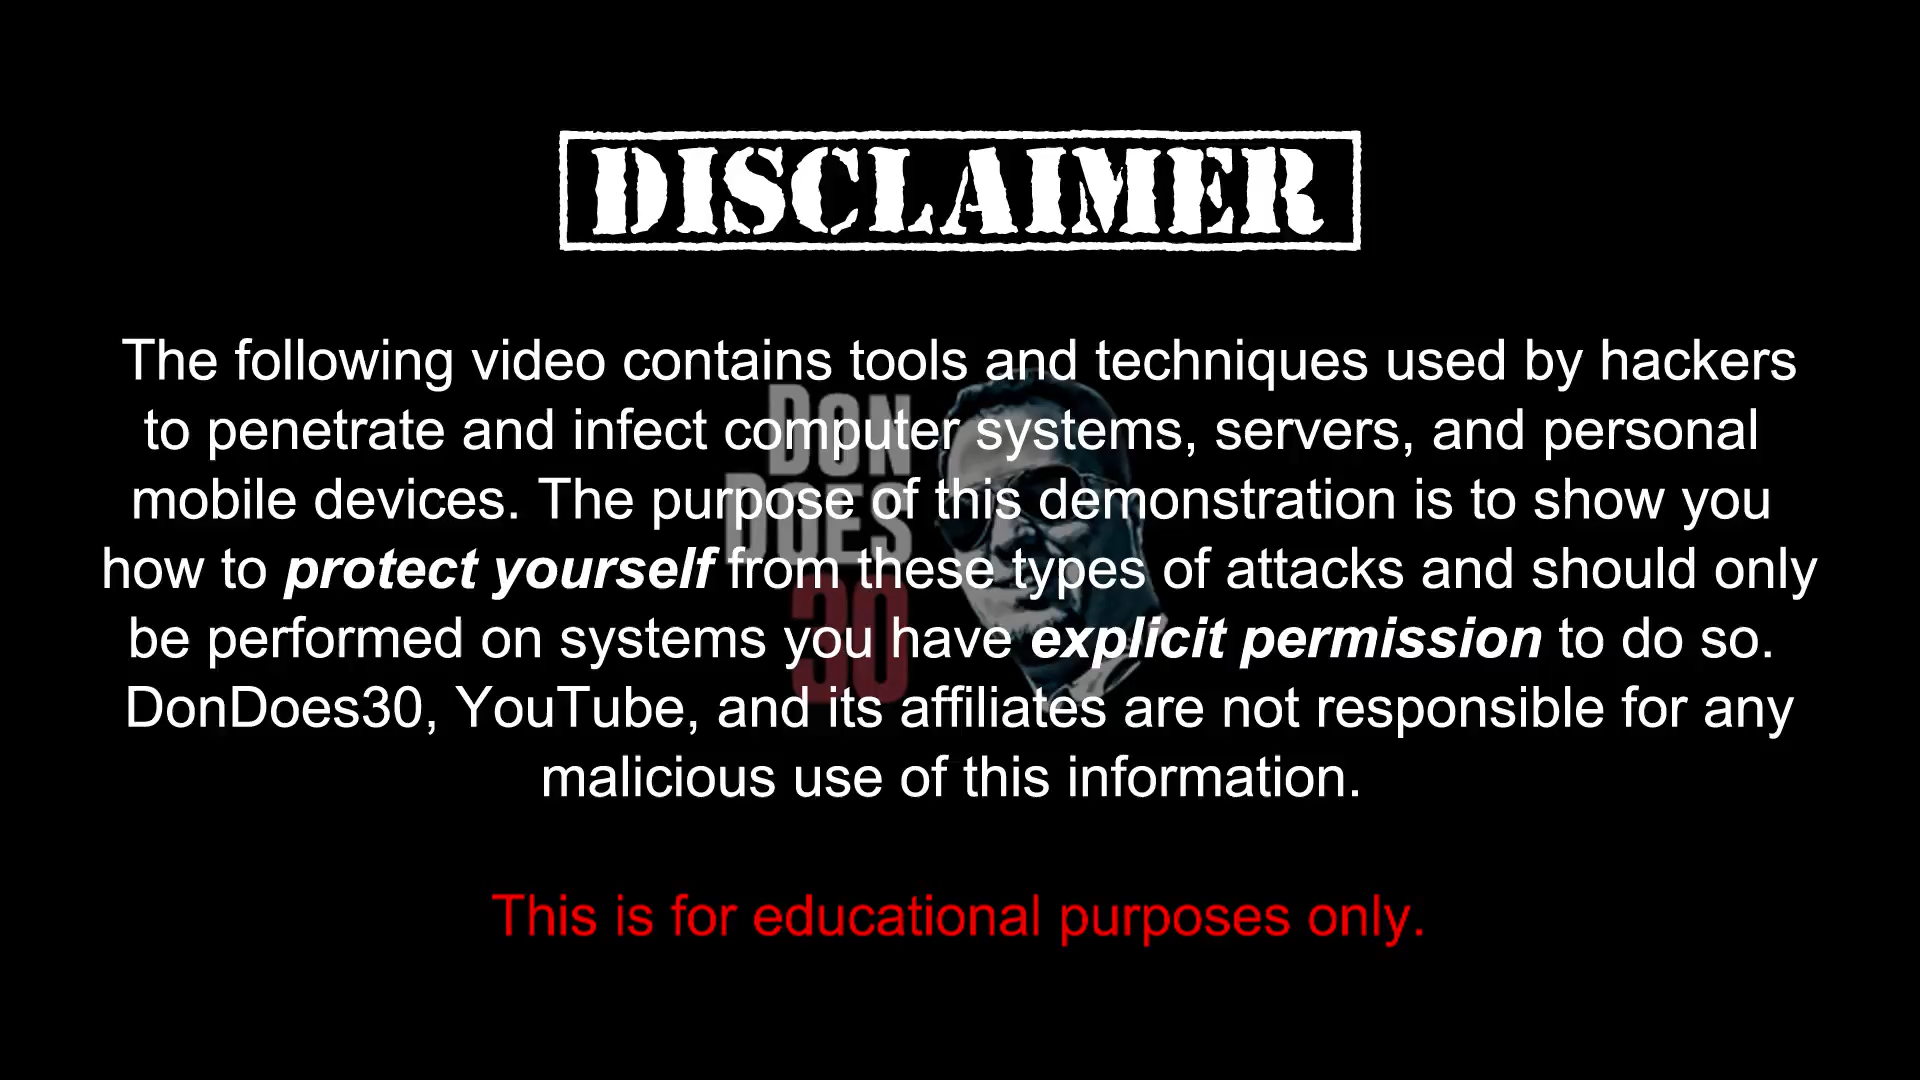 DISCLAIMER
The following video contains tools and techniques used by hackers
to penetrate and infect computer systems, servers, and personal
mobile devices. The purpose of this demonstration is to show you
how to protect yourself from these types of attacks and should only
be performed on systems you have explicit permission to do so.
DonDoes30, YouTube, and its affiliates are not responsible for any
malicious use of this information.
This is for educational purposes only.
DON
DOES
30